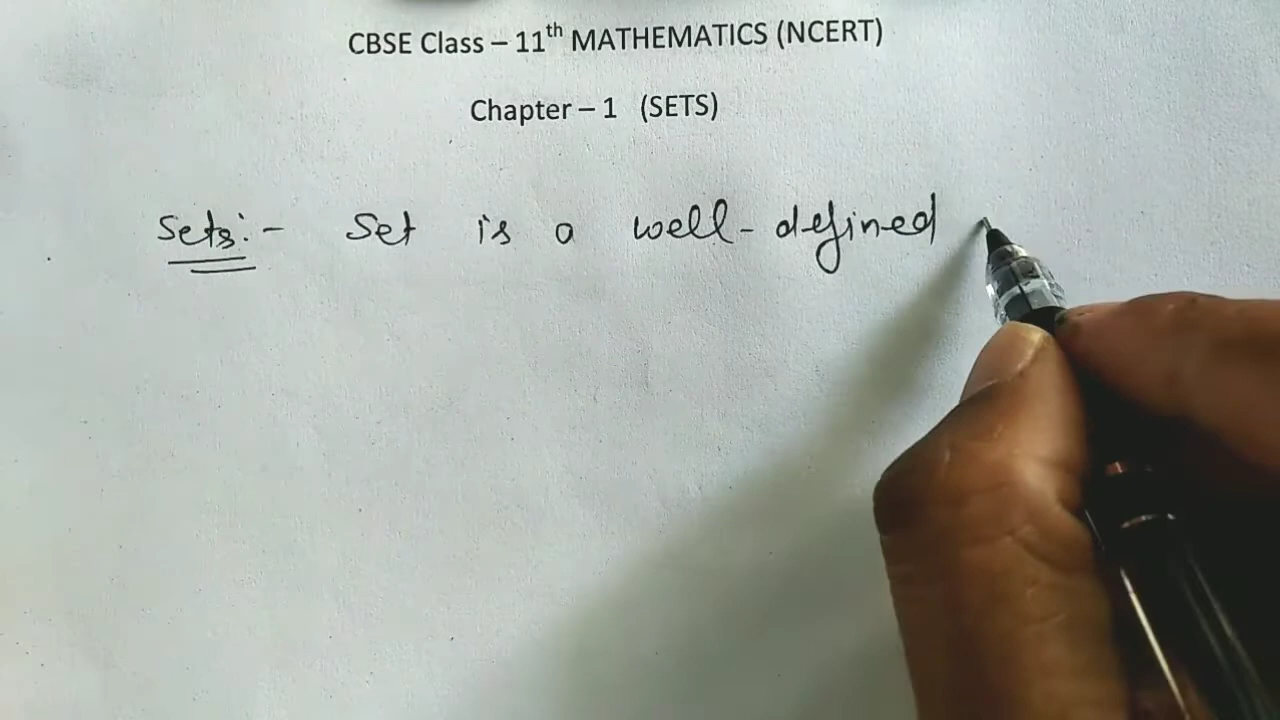 CBSE Class – 11th MATHEMATICS (NCERT)
Chapter – 1 (SETS)
Sets:- Set is a well-defined